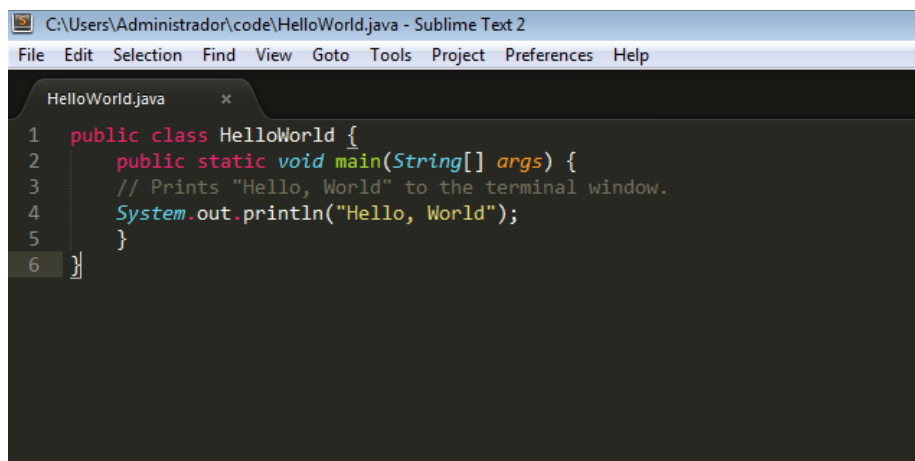 C:\Users\Administrador\code\HelloWorld.java - Sublime Text 2
File Edit Selection Find View Goto Tools Project Preferences Help
HelloWorld.java ×
1 public class HelloWorld {
2     public static void main(String[] args) {
3     // Prints "Hello, World" to the terminal window.
4     System.out.println("Hello, World");
5     }
6 }